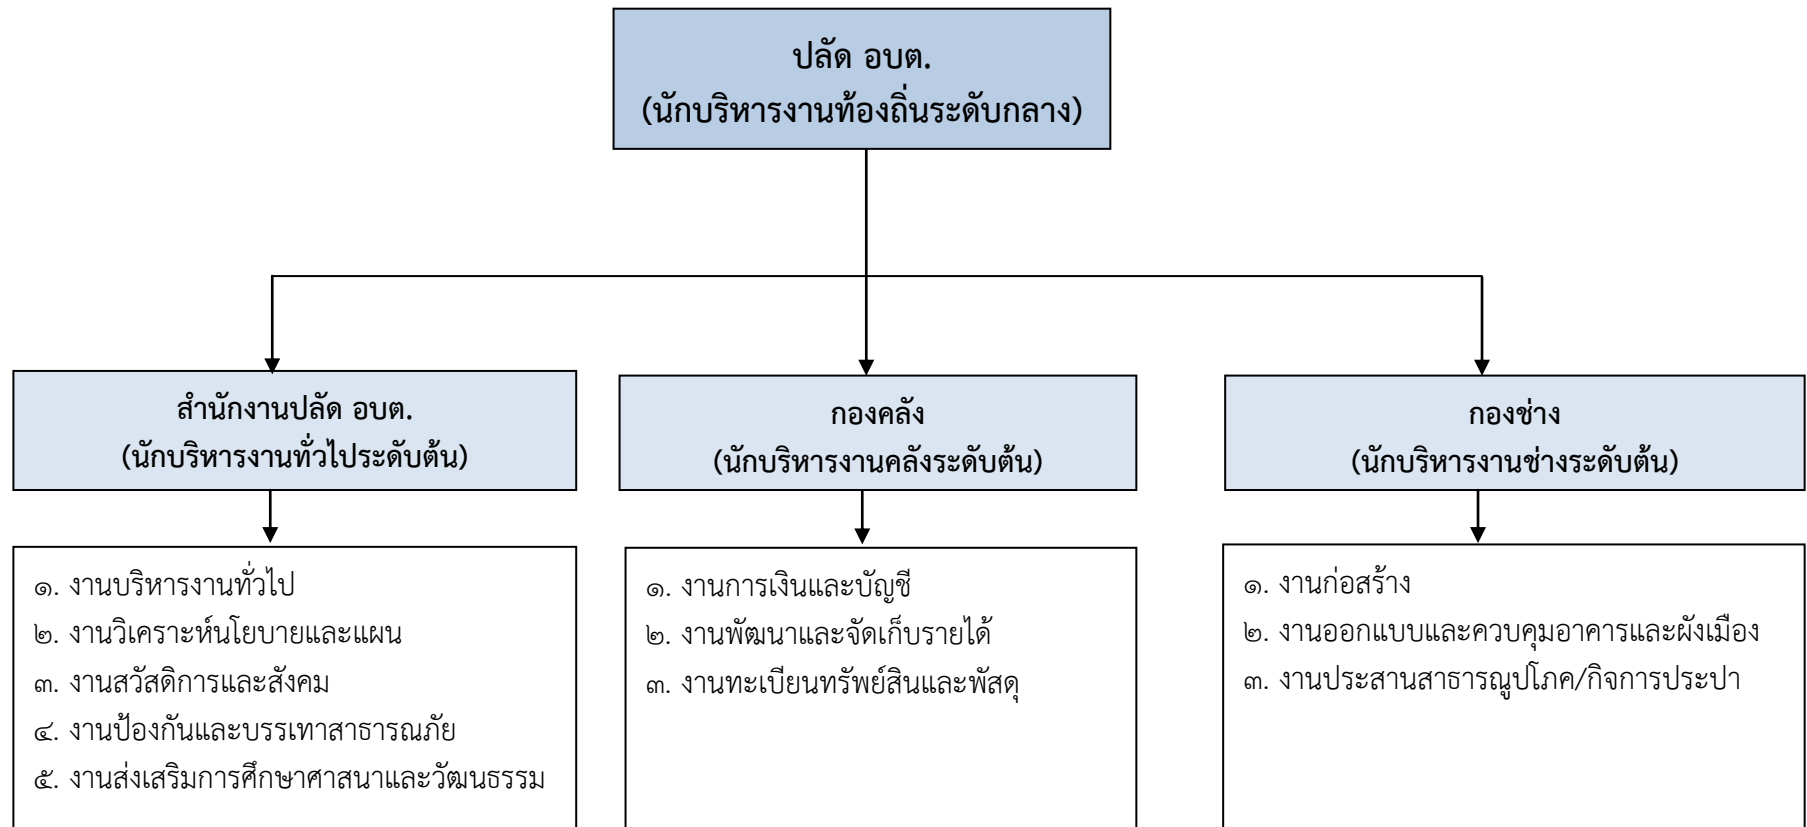 ปลัด อบต.
(นักบริหารงานท้องถิ่นระดับกลาง)
สำนักงานปลัด อบต.
(นักบริหารงานทั่วไประดับต้น)
กองคลัง
(นักบริหารงานคลังระดับต้น)
กองช่าง
(นักบริหารงานช่างระดับต้น)
๑. งานบริหารงานทั่วไป
๒. งานวิเคราะห์นโยบายและแผน
๓. งานสวัสดิการและสังคม
๔. งานป้องกันและบรรเทาสาธารณภัย
๕. งานส่งเสริมการศึกษาศาสนาและวัฒนธรรม
๑. งานการเงินและบัญชี
๒. งานพัฒนาและจัดเก็บรายได้
๓. งานทะเบียนทรัพย์สินและพัสดุ
๑. งานก่อสร้าง
๒. งานออกแบบและควบคุมอาคารและผังเมือง
๓. งานประสานสาธารณูปโภค/กิจการประปา